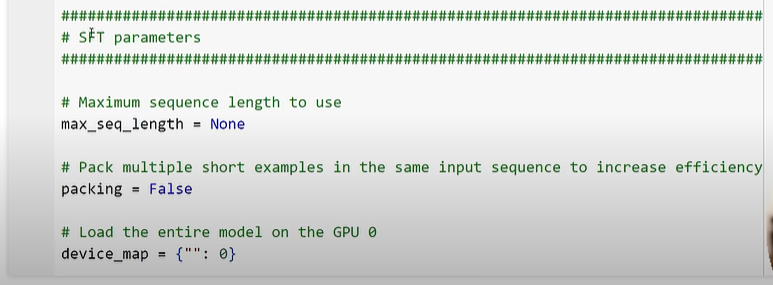 ################################################################################
# SFT parameters
################################################################################
# Maximum sequence length to use
max_seq_length = None
# Pack multiple short examples in the same input sequence to increase efficiency
packing = False
# Load the entire model on the GPU 0
device_map = {"": 0}